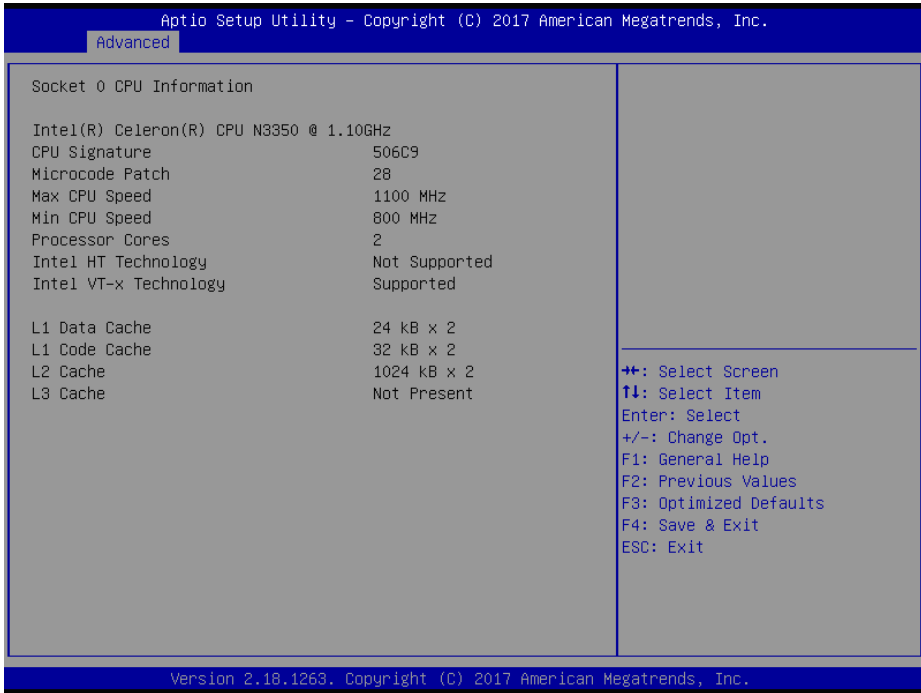 Aptio Setup Utility – Copyright (C) 2017 American Megatrends, Inc.
Advanced
Socket 0 CPU Information
Intel(R) Celeron(R) CPU N3350 @ 1.10GHz
CPU Signature 506C9
Microcode Patch 28
Max CPU Speed 1100 MHz
Min CPU Speed 800 MHz
Processor Cores 2
Intel HT Technology Not Supported
Intel VT-x Technology Supported
L1 Data Cache 24 kB x 2
L1 Code Cache 32 kB x 2
L2 Cache 1024 kB x 2
L3 Cache Not Present
→←: Select Screen
↑↓: Select Item
Enter: Select
+/-: Change Opt.
F1: General Help
F2: Previous Values
F3: Optimized Defaults
F4: Save & Exit
ESC: Exit
Version 2.18.1263. Copyright (C) 2017 American Megatrends, Inc.